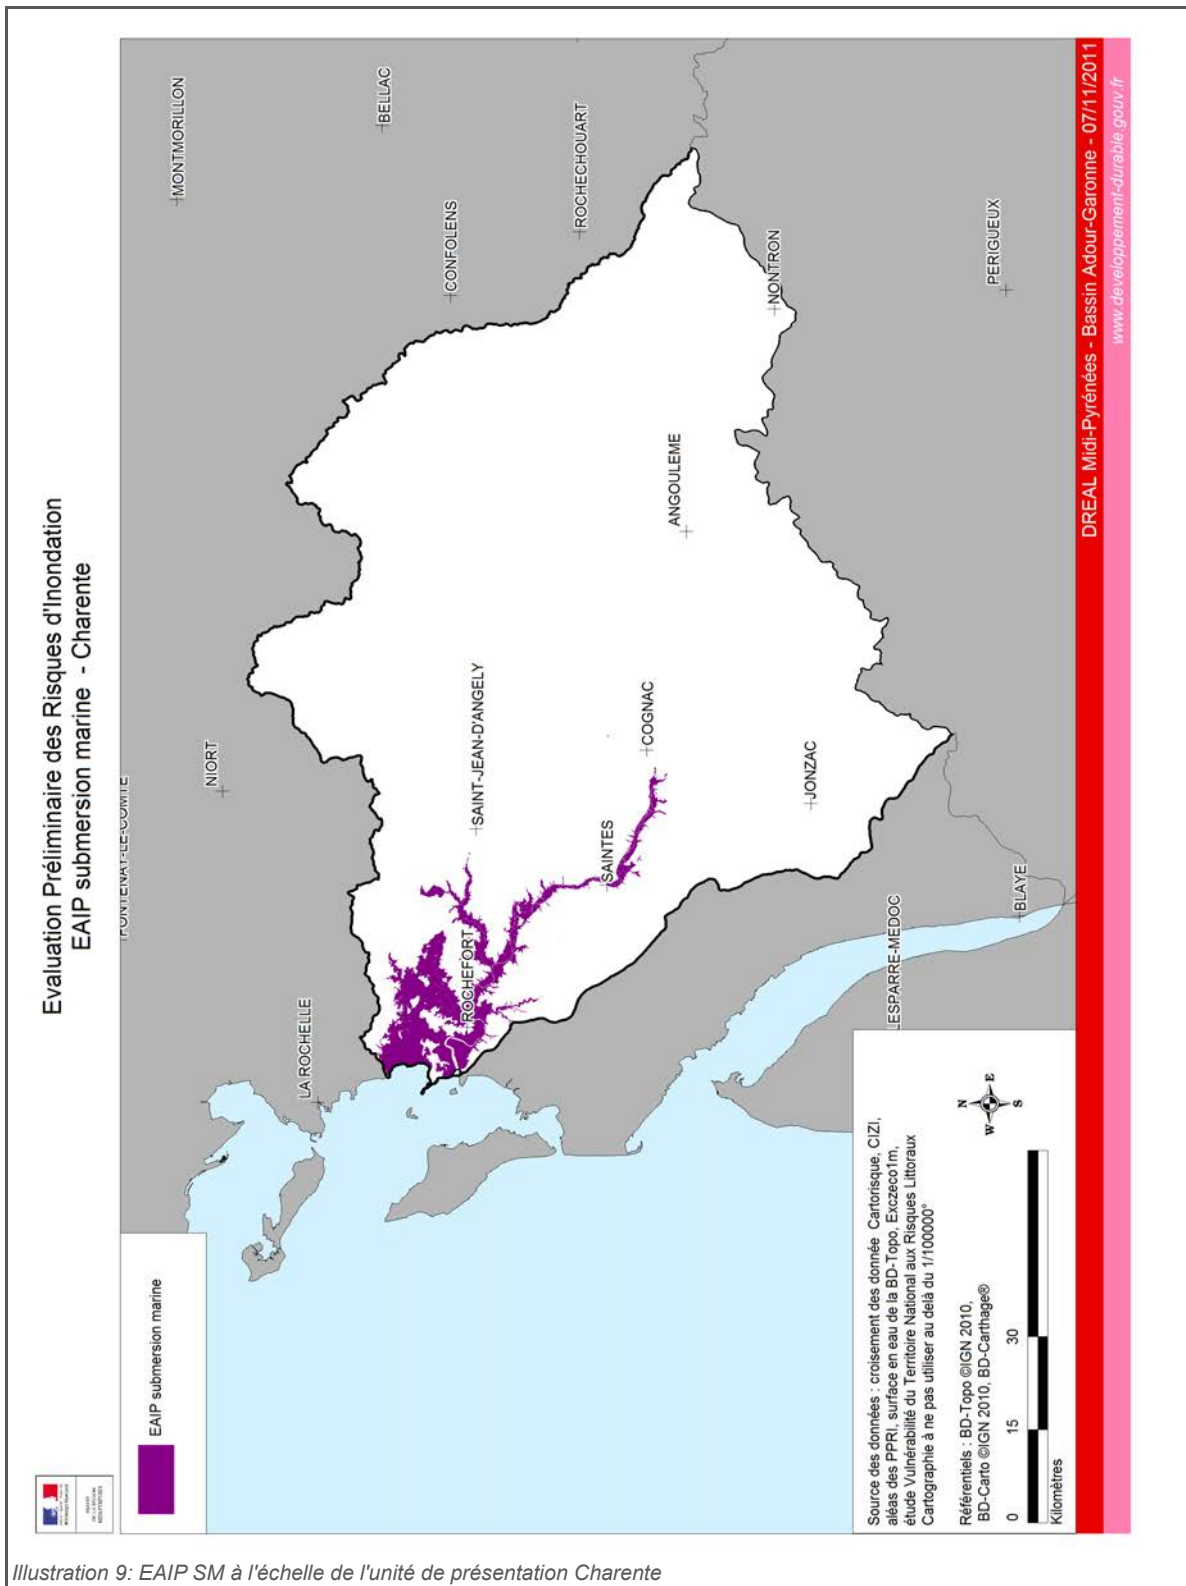 Evaluation Préliminaire des Risques d'Inondation
EAIP submersion marine - Charente
EAIP submersion marine
FONTENAY-LE-COMTE
NIORT
MONTMORILLON
BELLAC
LA ROCHELLE
CONFOLENS
SAINT-JEAN-D'ANGELY
ROCHEFORT
ROCHECHOUART
SAINTES
COGNAC
ANGOULEME
NONTRON
JONZAC
LESPARRE-MEDOC
BLAYE
PERIGUEUX
Source des données : croisement des donnée Cartorisque, CIZI,
aléas des PPRI, surface en eau de la BD-Topo, Exczeco1m,
étude Vulnérabilité du Territoire National aux Risques Littoraux
Cartographie à ne pas utiliser au delà du 1/100000°
Référentiels : BD-Topo ©IGN 2010,
BD-Carto ©IGN 2010, BD-Carthage®
N
W E
S
0 15 30
Kilomètres
DREAL Midi-Pyrénées - Bassin Adour-Garonne - 07/11/2011
www.developpement-durable.gouv.fr
Illustration 9: EAIP SM à l'échelle de l'unité de présentation Charente